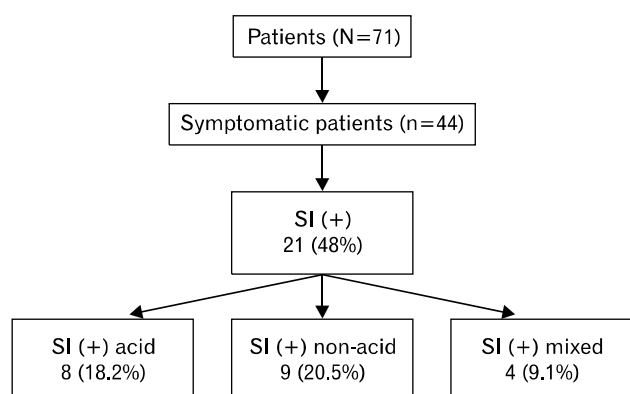 Patients (N=71)
Symptomatic patients (n=44)
SI (+)
21 (48%)
SI (+) acid
8 (18.2%)
SI (+) non-acid
9 (20.5%)
SI (+) mixed
4 (9.1%)